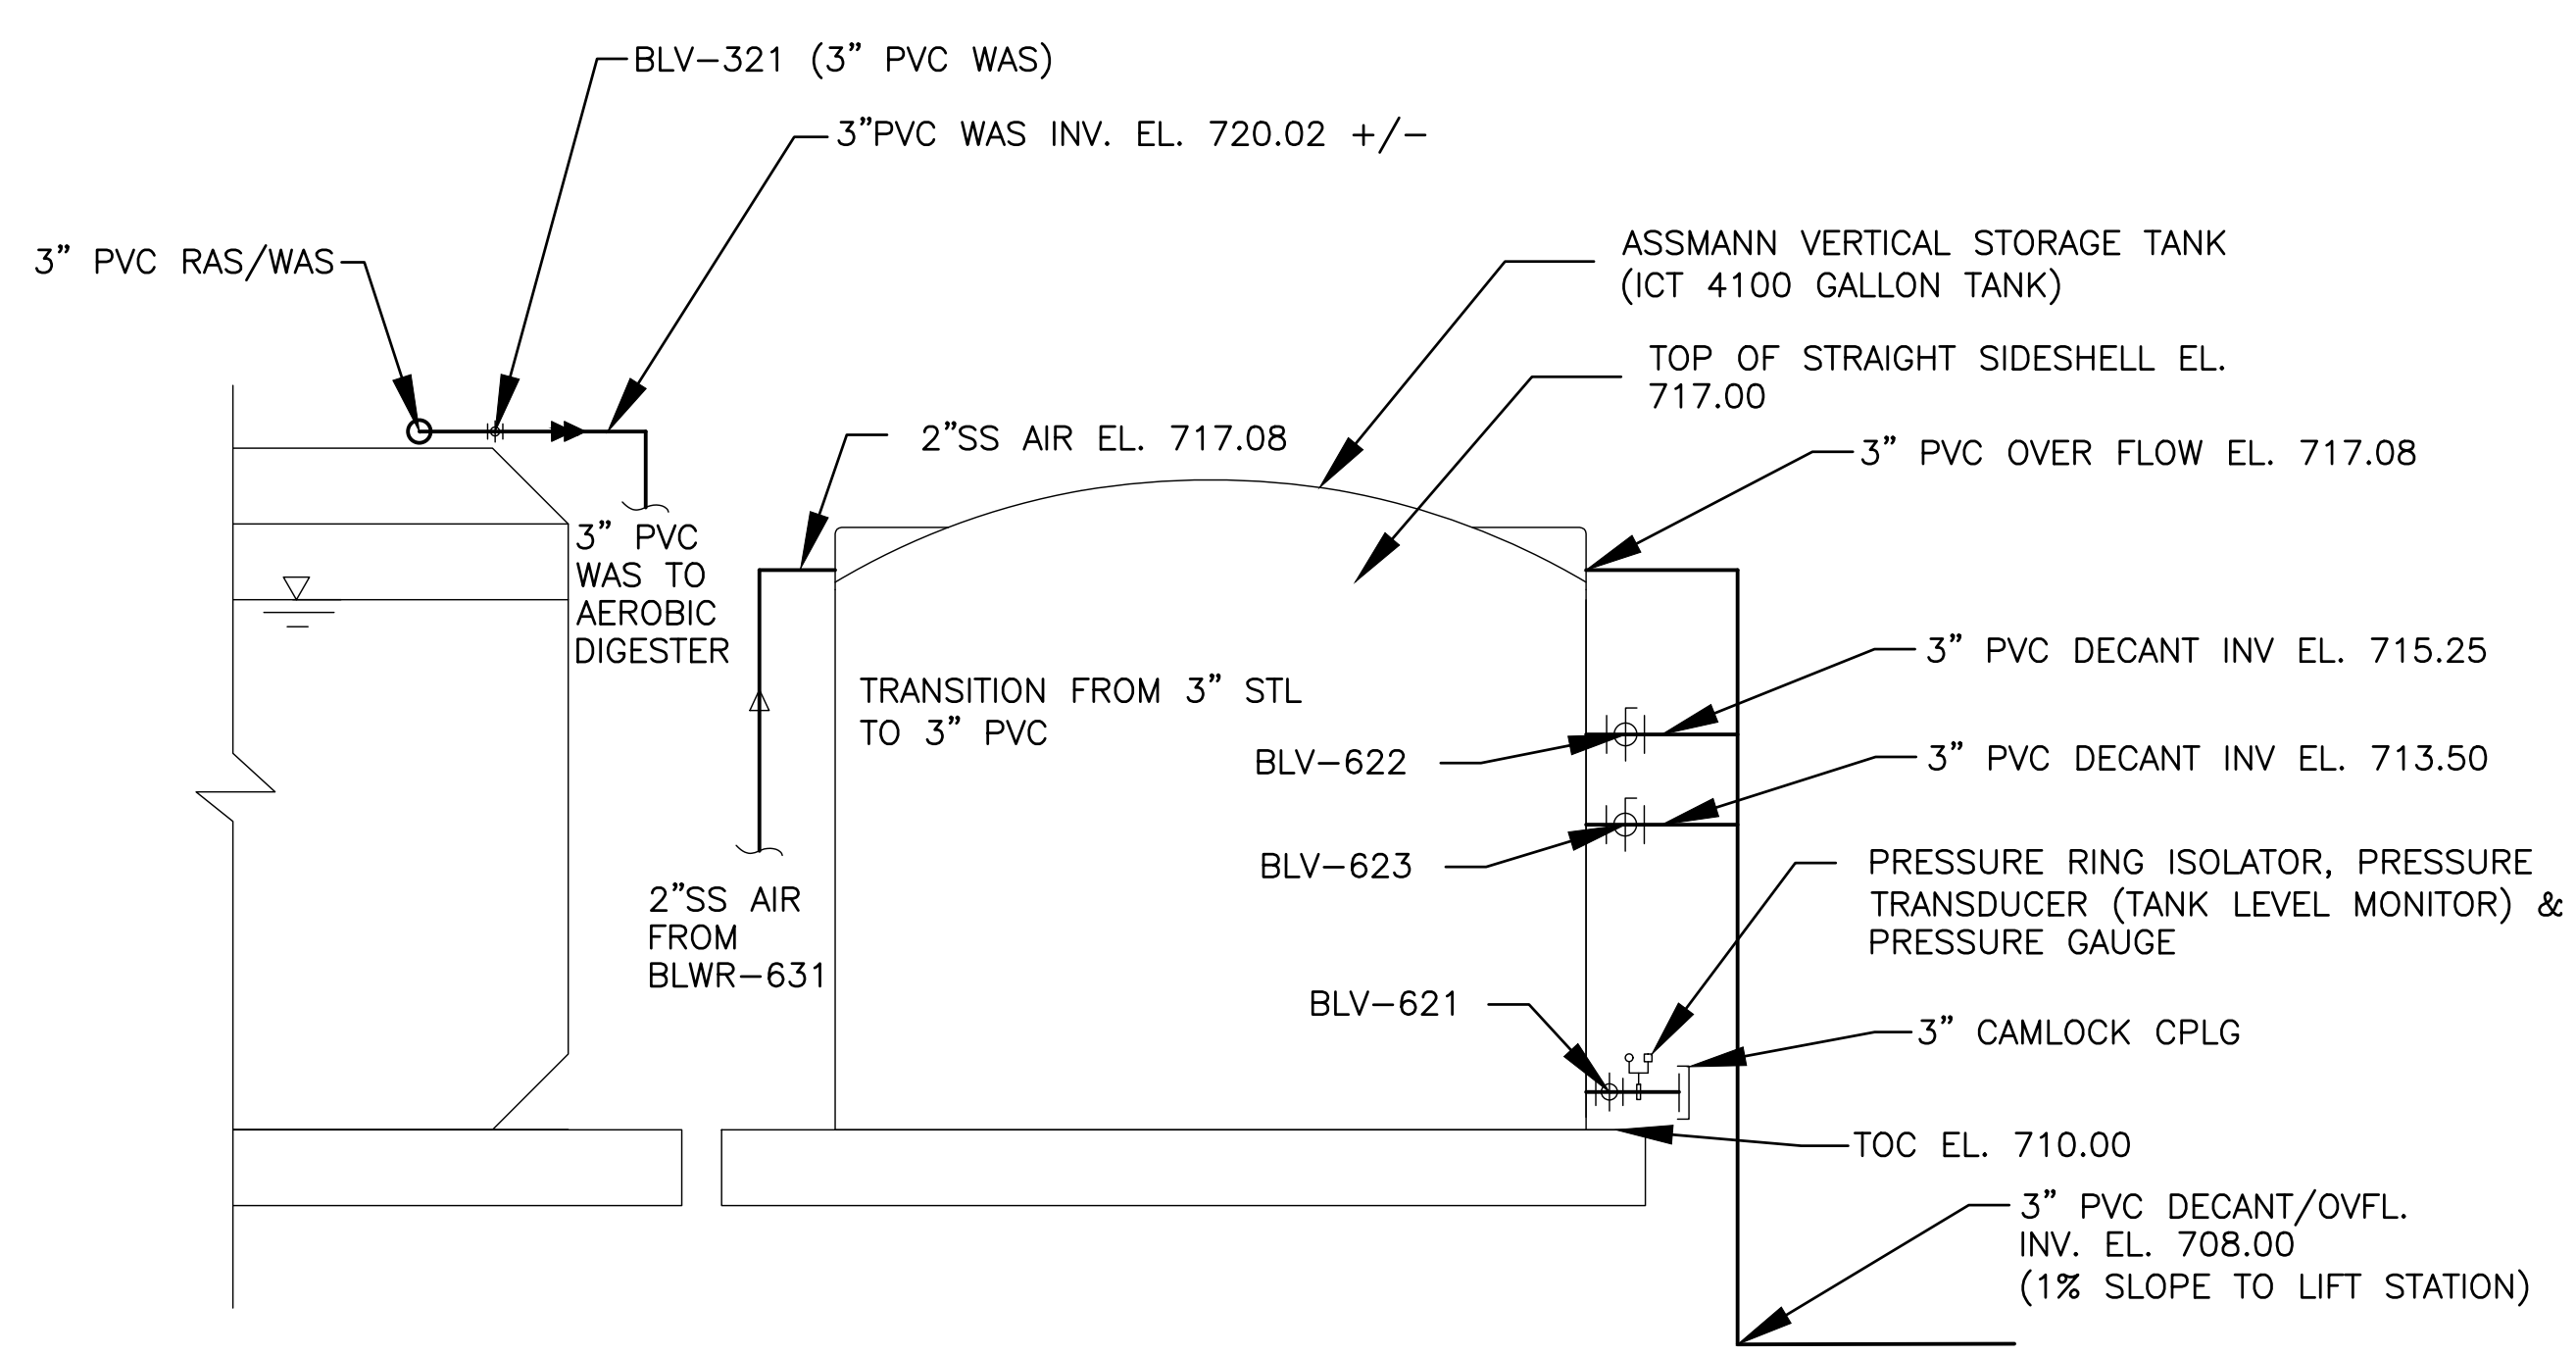 BLV-321 (3" PVC WAS)
3"PVC WAS INV. EL. 720.02 +/-
3" PVC RAS/WAS
ASSMANN VERTICAL STORAGE TANK
(ICT 4100 GALLON TANK)
TOP OF STRAIGHT SIDESHELL EL.
717.00
2"SS AIR EL. 717.08
3" PVC OVER FLOW EL. 717.08
3" PVC
WAS TO
AEROBIC
DIGESTER
3" PVC DECANT INV EL. 715.25
TRANSITION FROM 3" STL
TO 3" PVC
BLV-622
3" PVC DECANT INV EL. 713.50
BLV-623
PRESSURE RING ISOLATOR, PRESSURE
TRANSDUCER (TANK LEVEL MONITOR) &
PRESSURE GAUGE
2"SS AIR
FROM
BLWR-631
BLV-621
3" CAMLOCK CPLG
TOC EL. 710.00
3" PVC DECANT/OVFL.
INV. EL. 708.00
(1% SLOPE TO LIFT STATION)